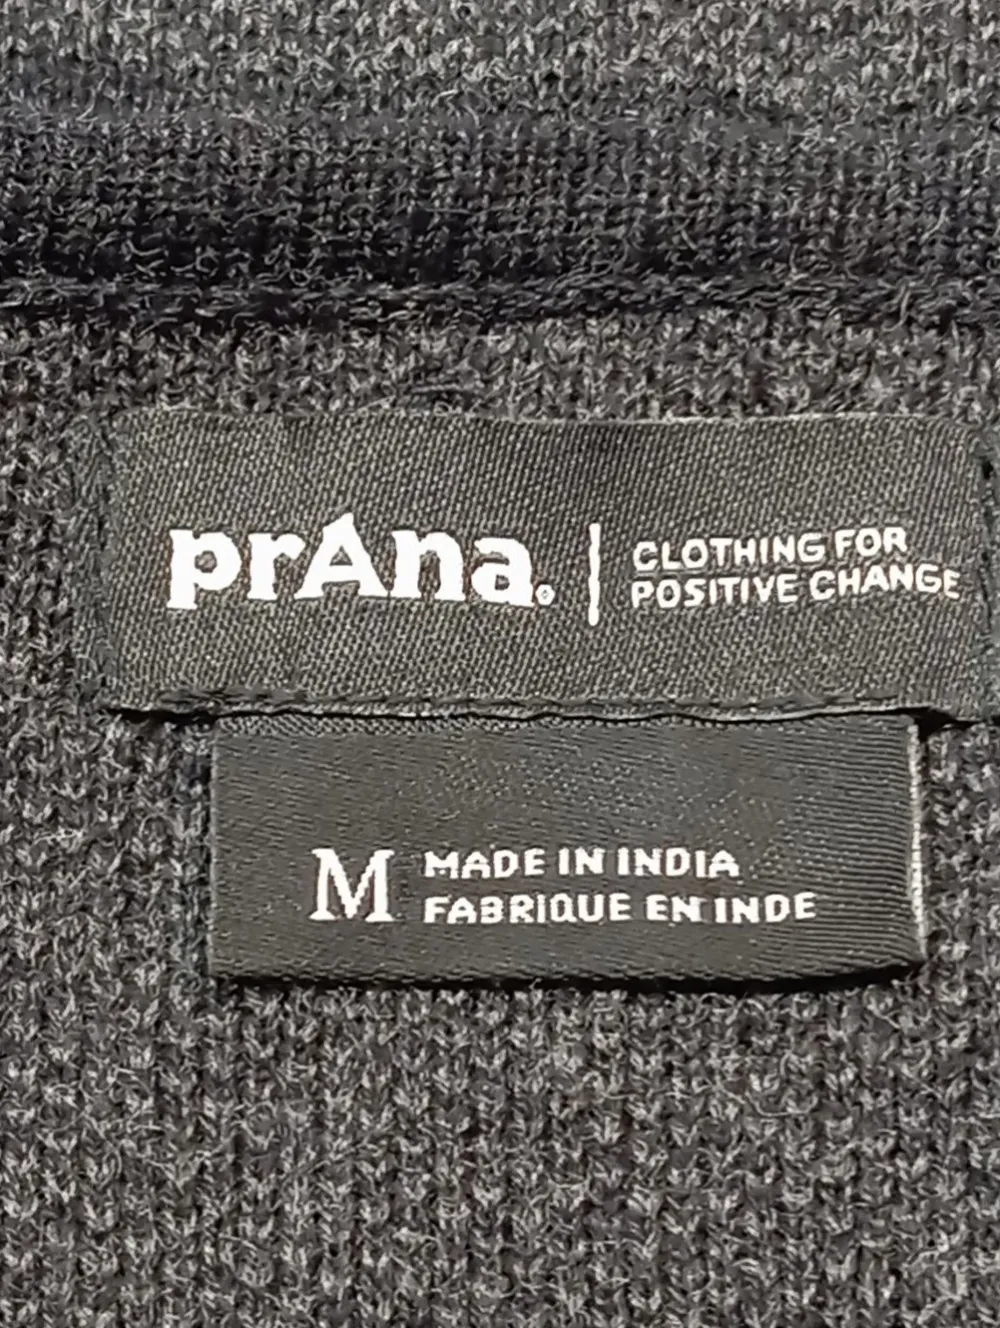 prAna. | CLOTHING FOR
POSITIVE CHANGE
M MADE IN INDIA
FABRIQUE EN INDE